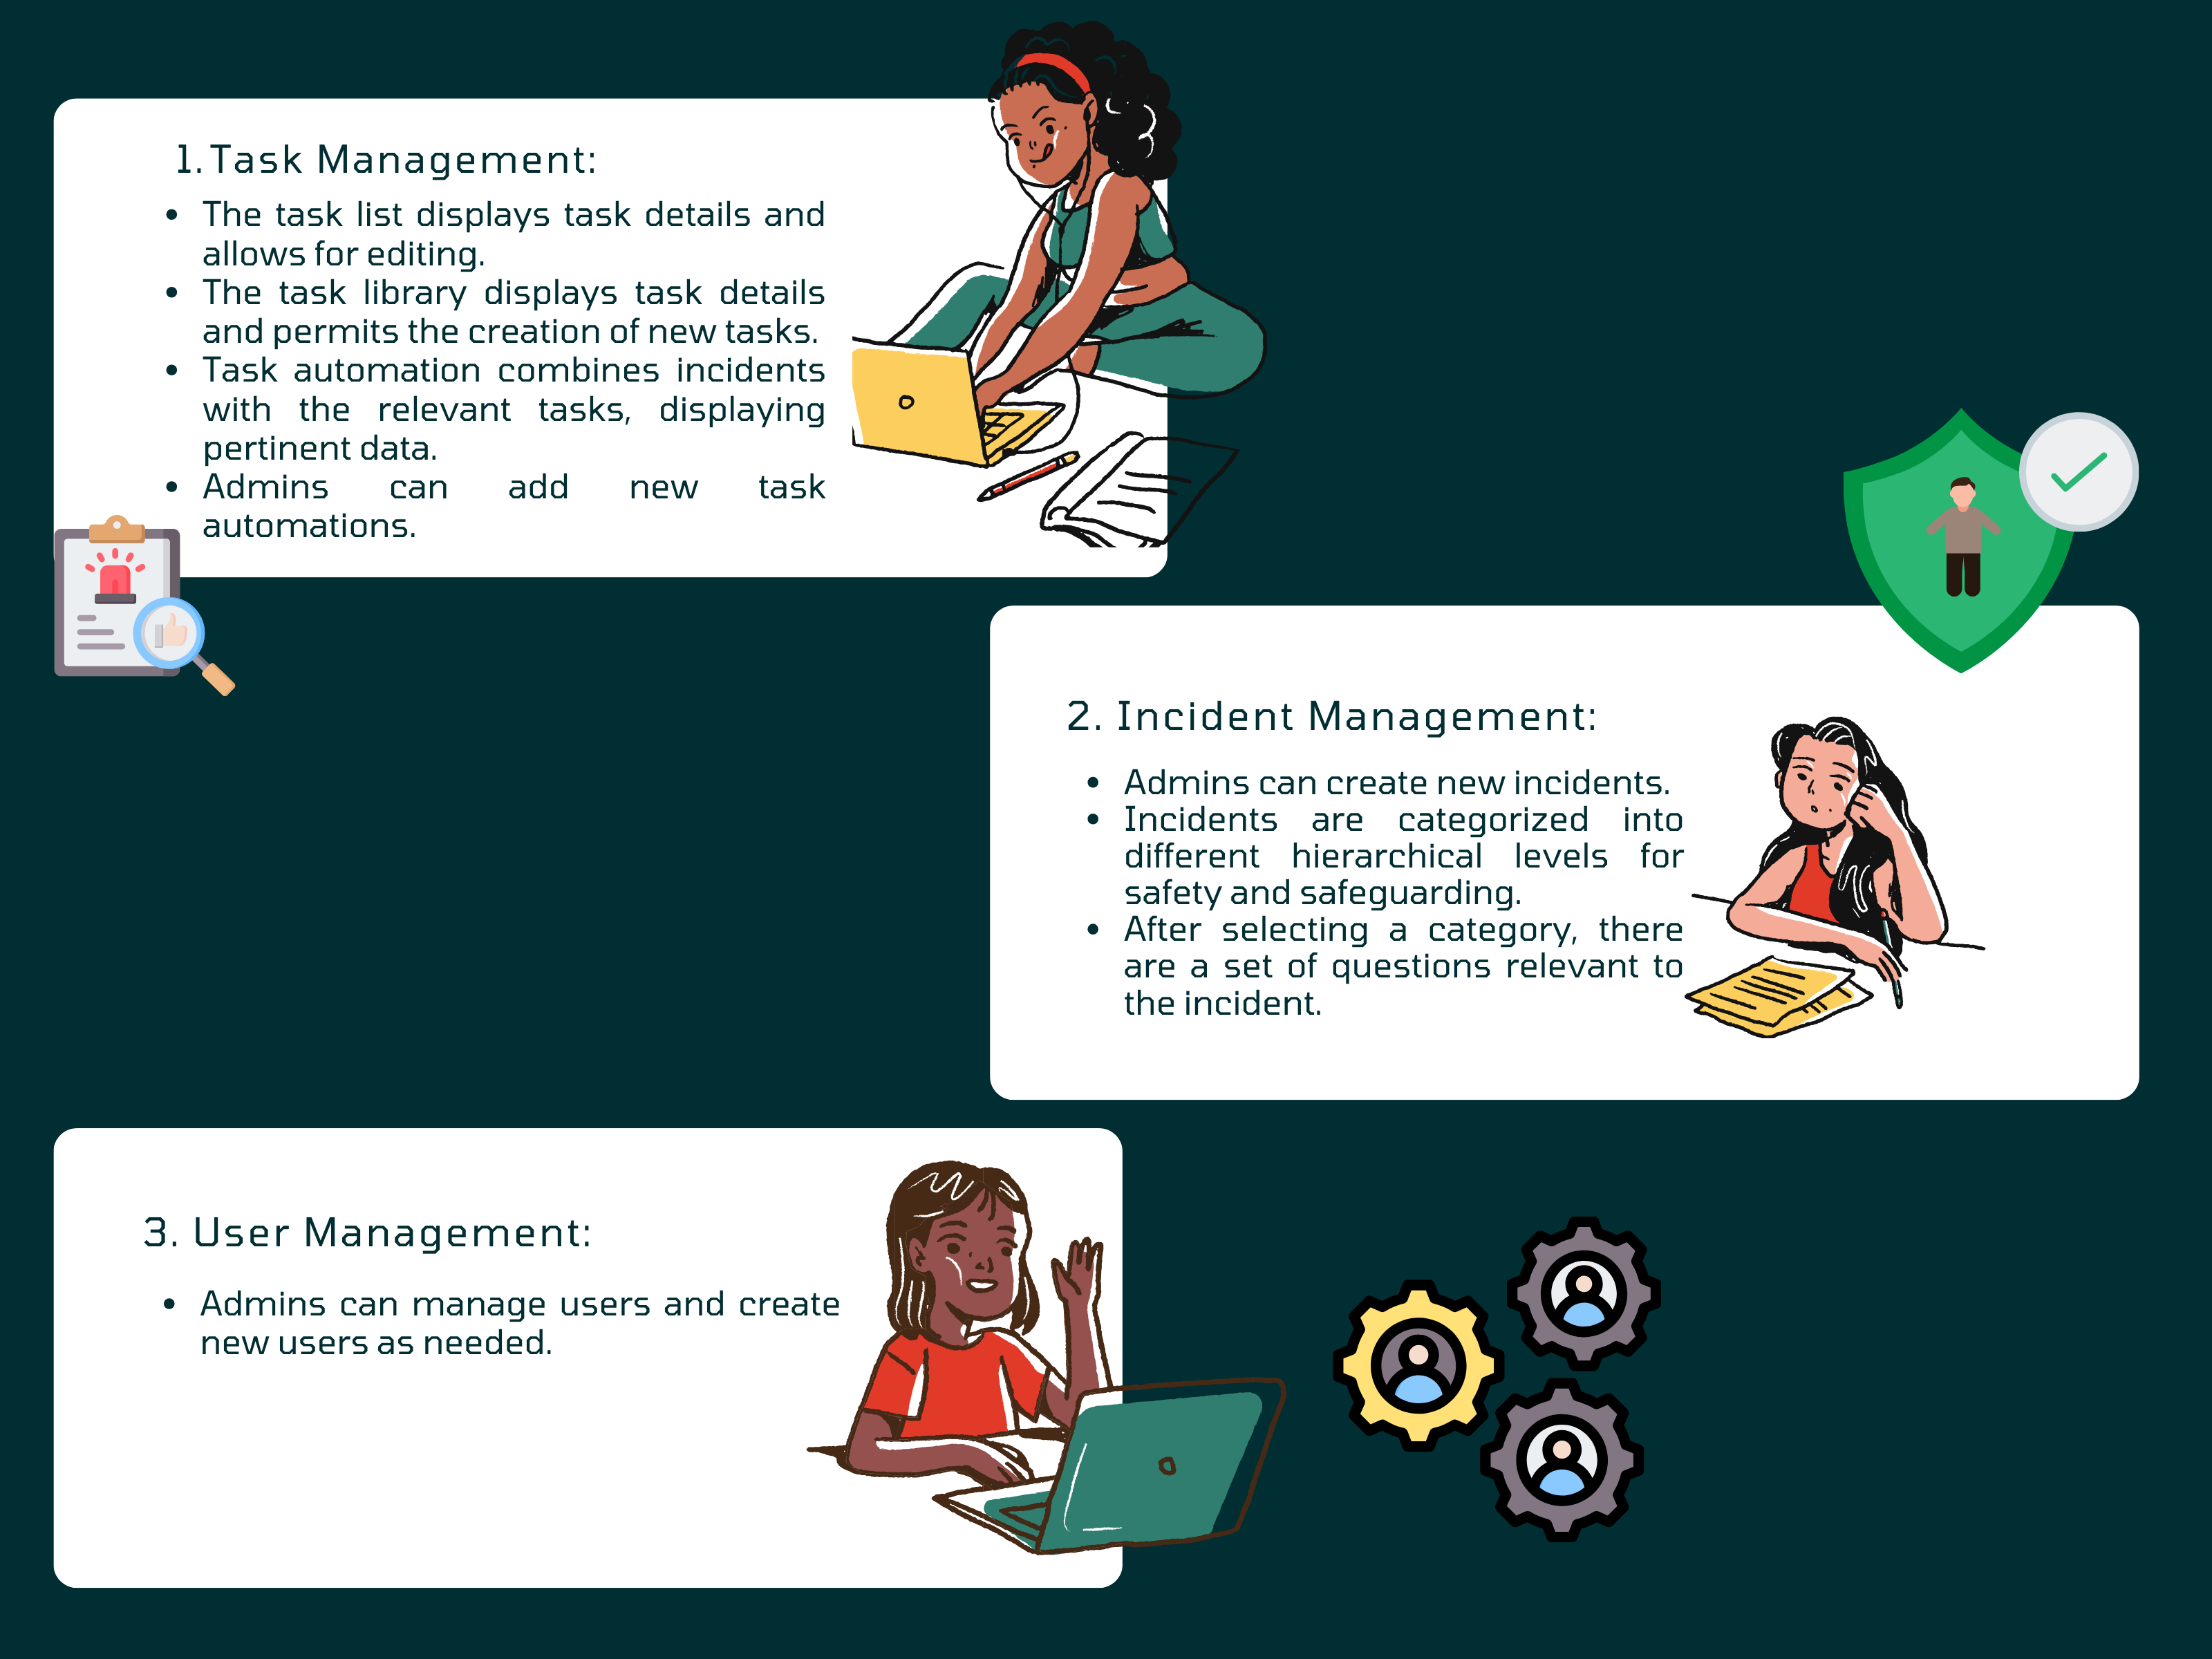 1. Task Management:
• The task list displays task details and
allows for editing.
• The task library displays task details
and permits the creation of new tasks.
• Task automation combines incidents
with the relevant tasks, displaying
pertinent data.
• Admins can add new task
automations.
2. Incident Management:
• Admins can create new incidents.
• Incidents are categorized into
different hierarchical levels for
safety and safeguarding.
• After selecting a category, there
are a set of questions relevant to
the incident.
3. User Management:
• Admins can manage users and create
new users as needed.